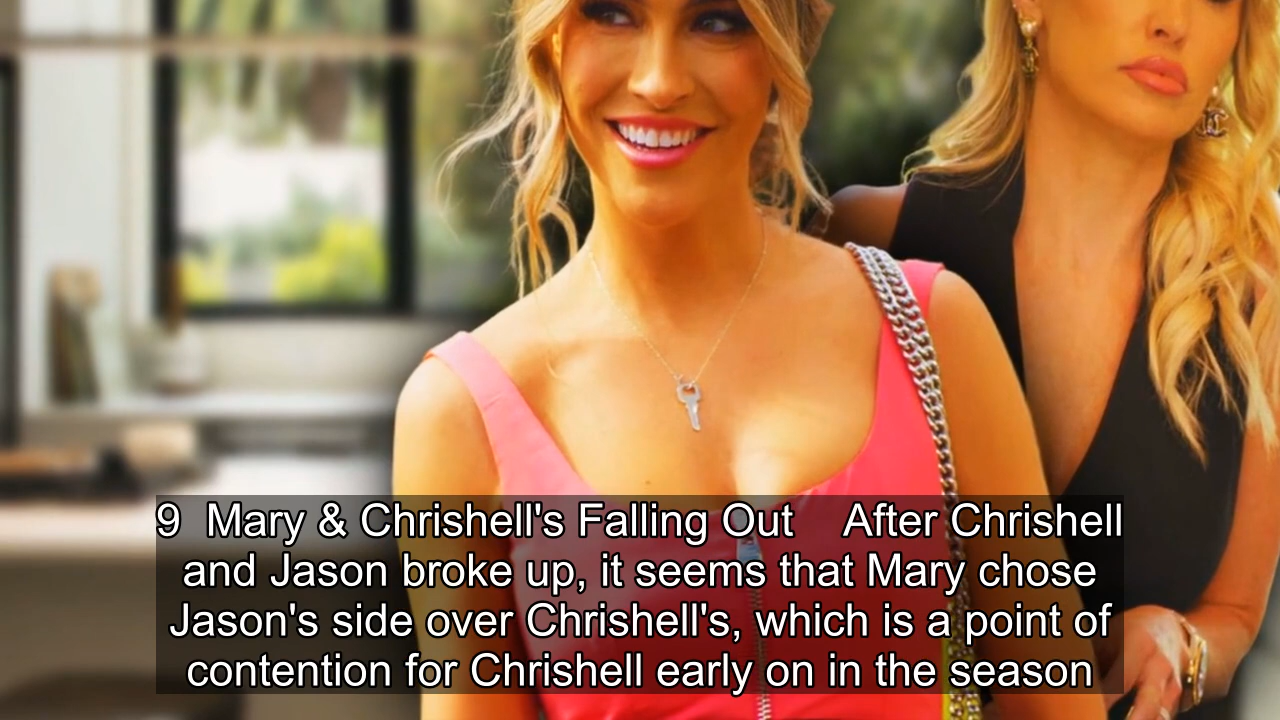 9  Mary & Chrishell's Falling Out    After Chrishell
and Jason broke up, it seems that Mary chose
Jason's side over Chrishell's, which is a point of
contention for Chrishell early on in the season